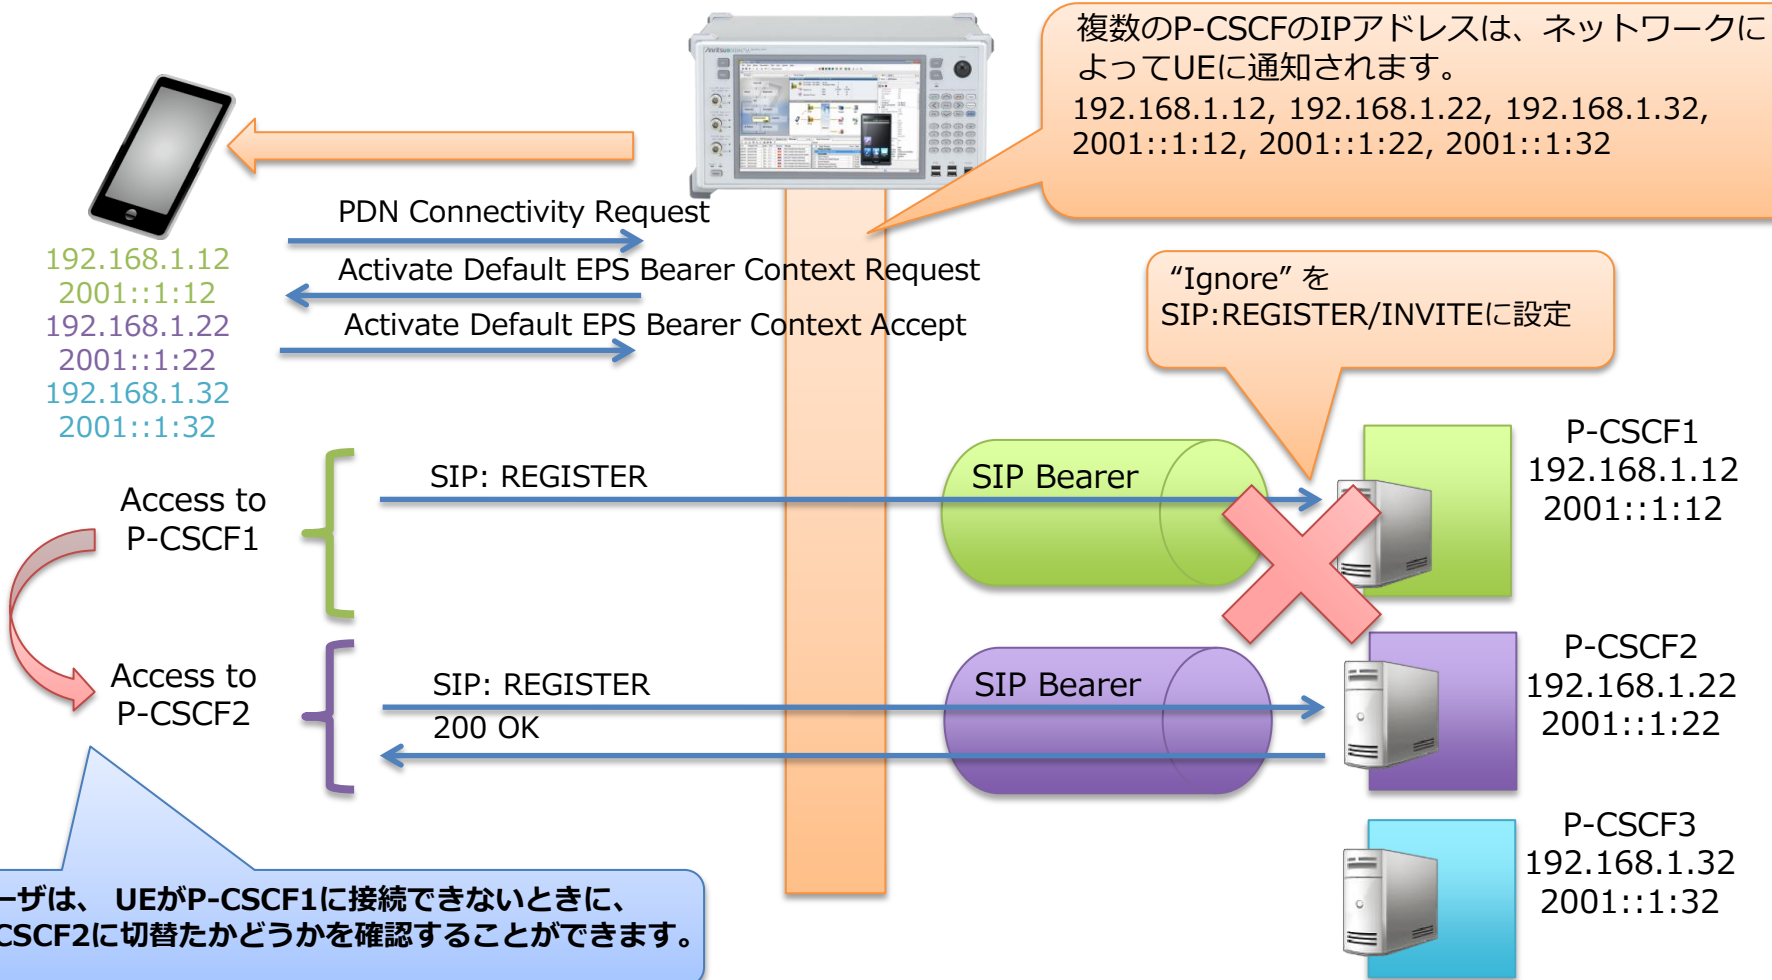 複数のP-CSCFのIPアドレスは、ネットワークに
よってUEに通知されます。
192.168.1.12, 192.168.1.22, 192.168.1.32,
2001::1:12, 2001::1:22, 2001::1:32
PDN Connectivity Request
Activate Default EPS Bearer Context Request
Activate Default EPS Bearer Context Accept
192.168.1.12
2001::1:12
192.168.1.22
2001::1:22
192.168.1.32
2001::1:32
“Ignore” を
SIP:REGISTER/INVITEに設定
Access to
P-CSCF1
SIP: REGISTER
SIP Bearer
P-CSCF1
192.168.1.12
2001::1:12
Access to
P-CSCF2
SIP: REGISTER
200 OK
SIP Bearer
P-CSCF2
192.168.1.22
2001::1:22
P-CSCF3
192.168.1.32
2001::1:32
ーザは、 UEがP-CSCF1に接続できないときに、
CSCF2に切替たかどうかを確認することができます。